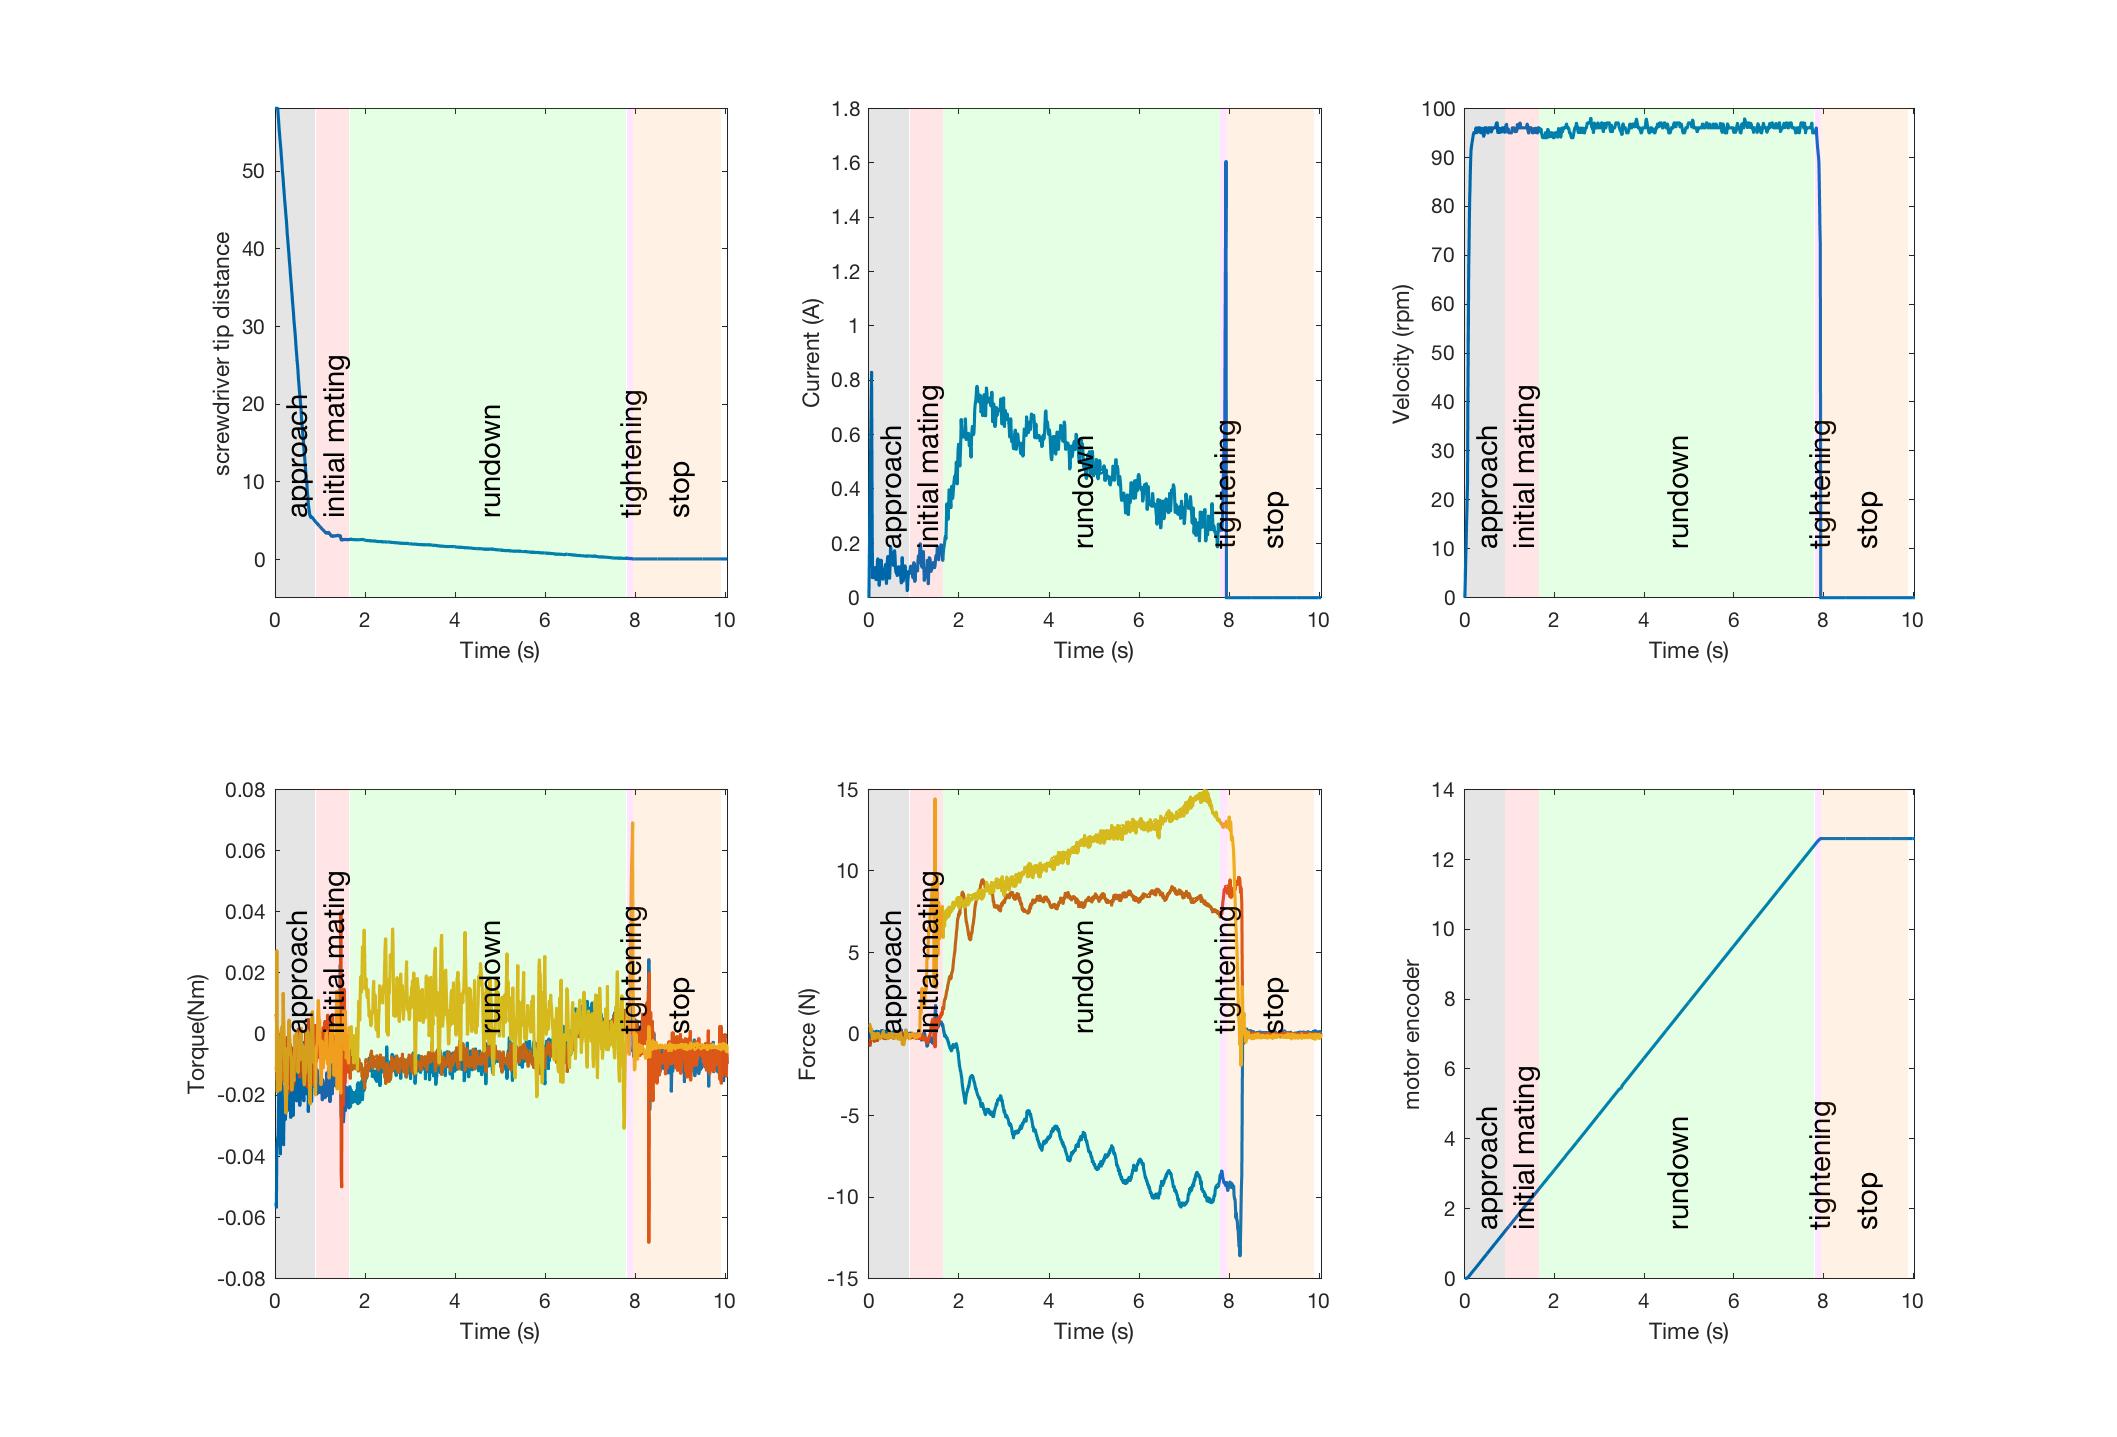 screwdriver tip distance
50
40
30
20
10
0
approach
initial mating
rundown
tightening
stop
0 2 4 6 8 10
Time (s)
Current (A)
1.8
1.6
1.4
1.2
1
0.8
0.6
0.4
0.2
0
approach
initial mating
rundown
tightening
stop
0 2 4 6 8 10
Time (s)
Velocity (rpm)
100
90
80
70
60
50
40
30
20
10
0
approach
initial mating
rundown
tightening
stop
0 2 4 6 8 10
Time (s)
Torque(Nm)
0.08
0.06
0.04
0.02
0
-0.02
-0.04
-0.06
-0.08
approach
initial mating
rundown
tightening
stop
0 2 4 6 8 10
Time (s)
Force (N)
15
10
5
0
-5
-10
-15
approach
initial mating
rundown
tightening
stop
0 2 4 6 8 10
Time (s)
motor encoder
14
12
10
8
6
4
2
0
approach
initial mating
rundown
tightening
stop
0 2 4 6 8 10
Time (s)